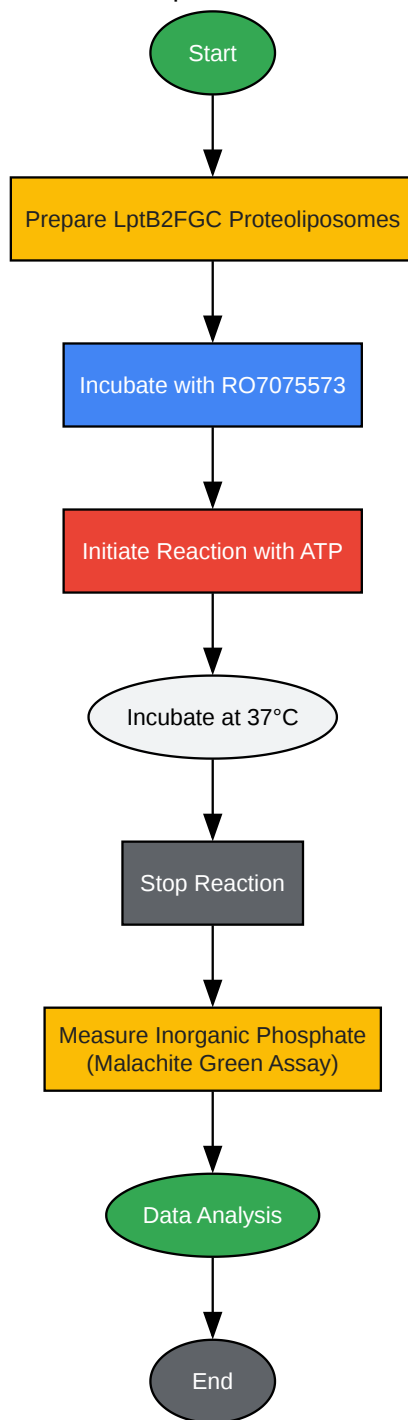 Start
Prepare LptB2FGC Proteoliposomes
Incubate with RO7075573
Initiate Reaction with ATP
Incubate at 37°C
Stop Reaction
Measure Inorganic Phosphate
(Malachite Green Assay)
Data Analysis
End